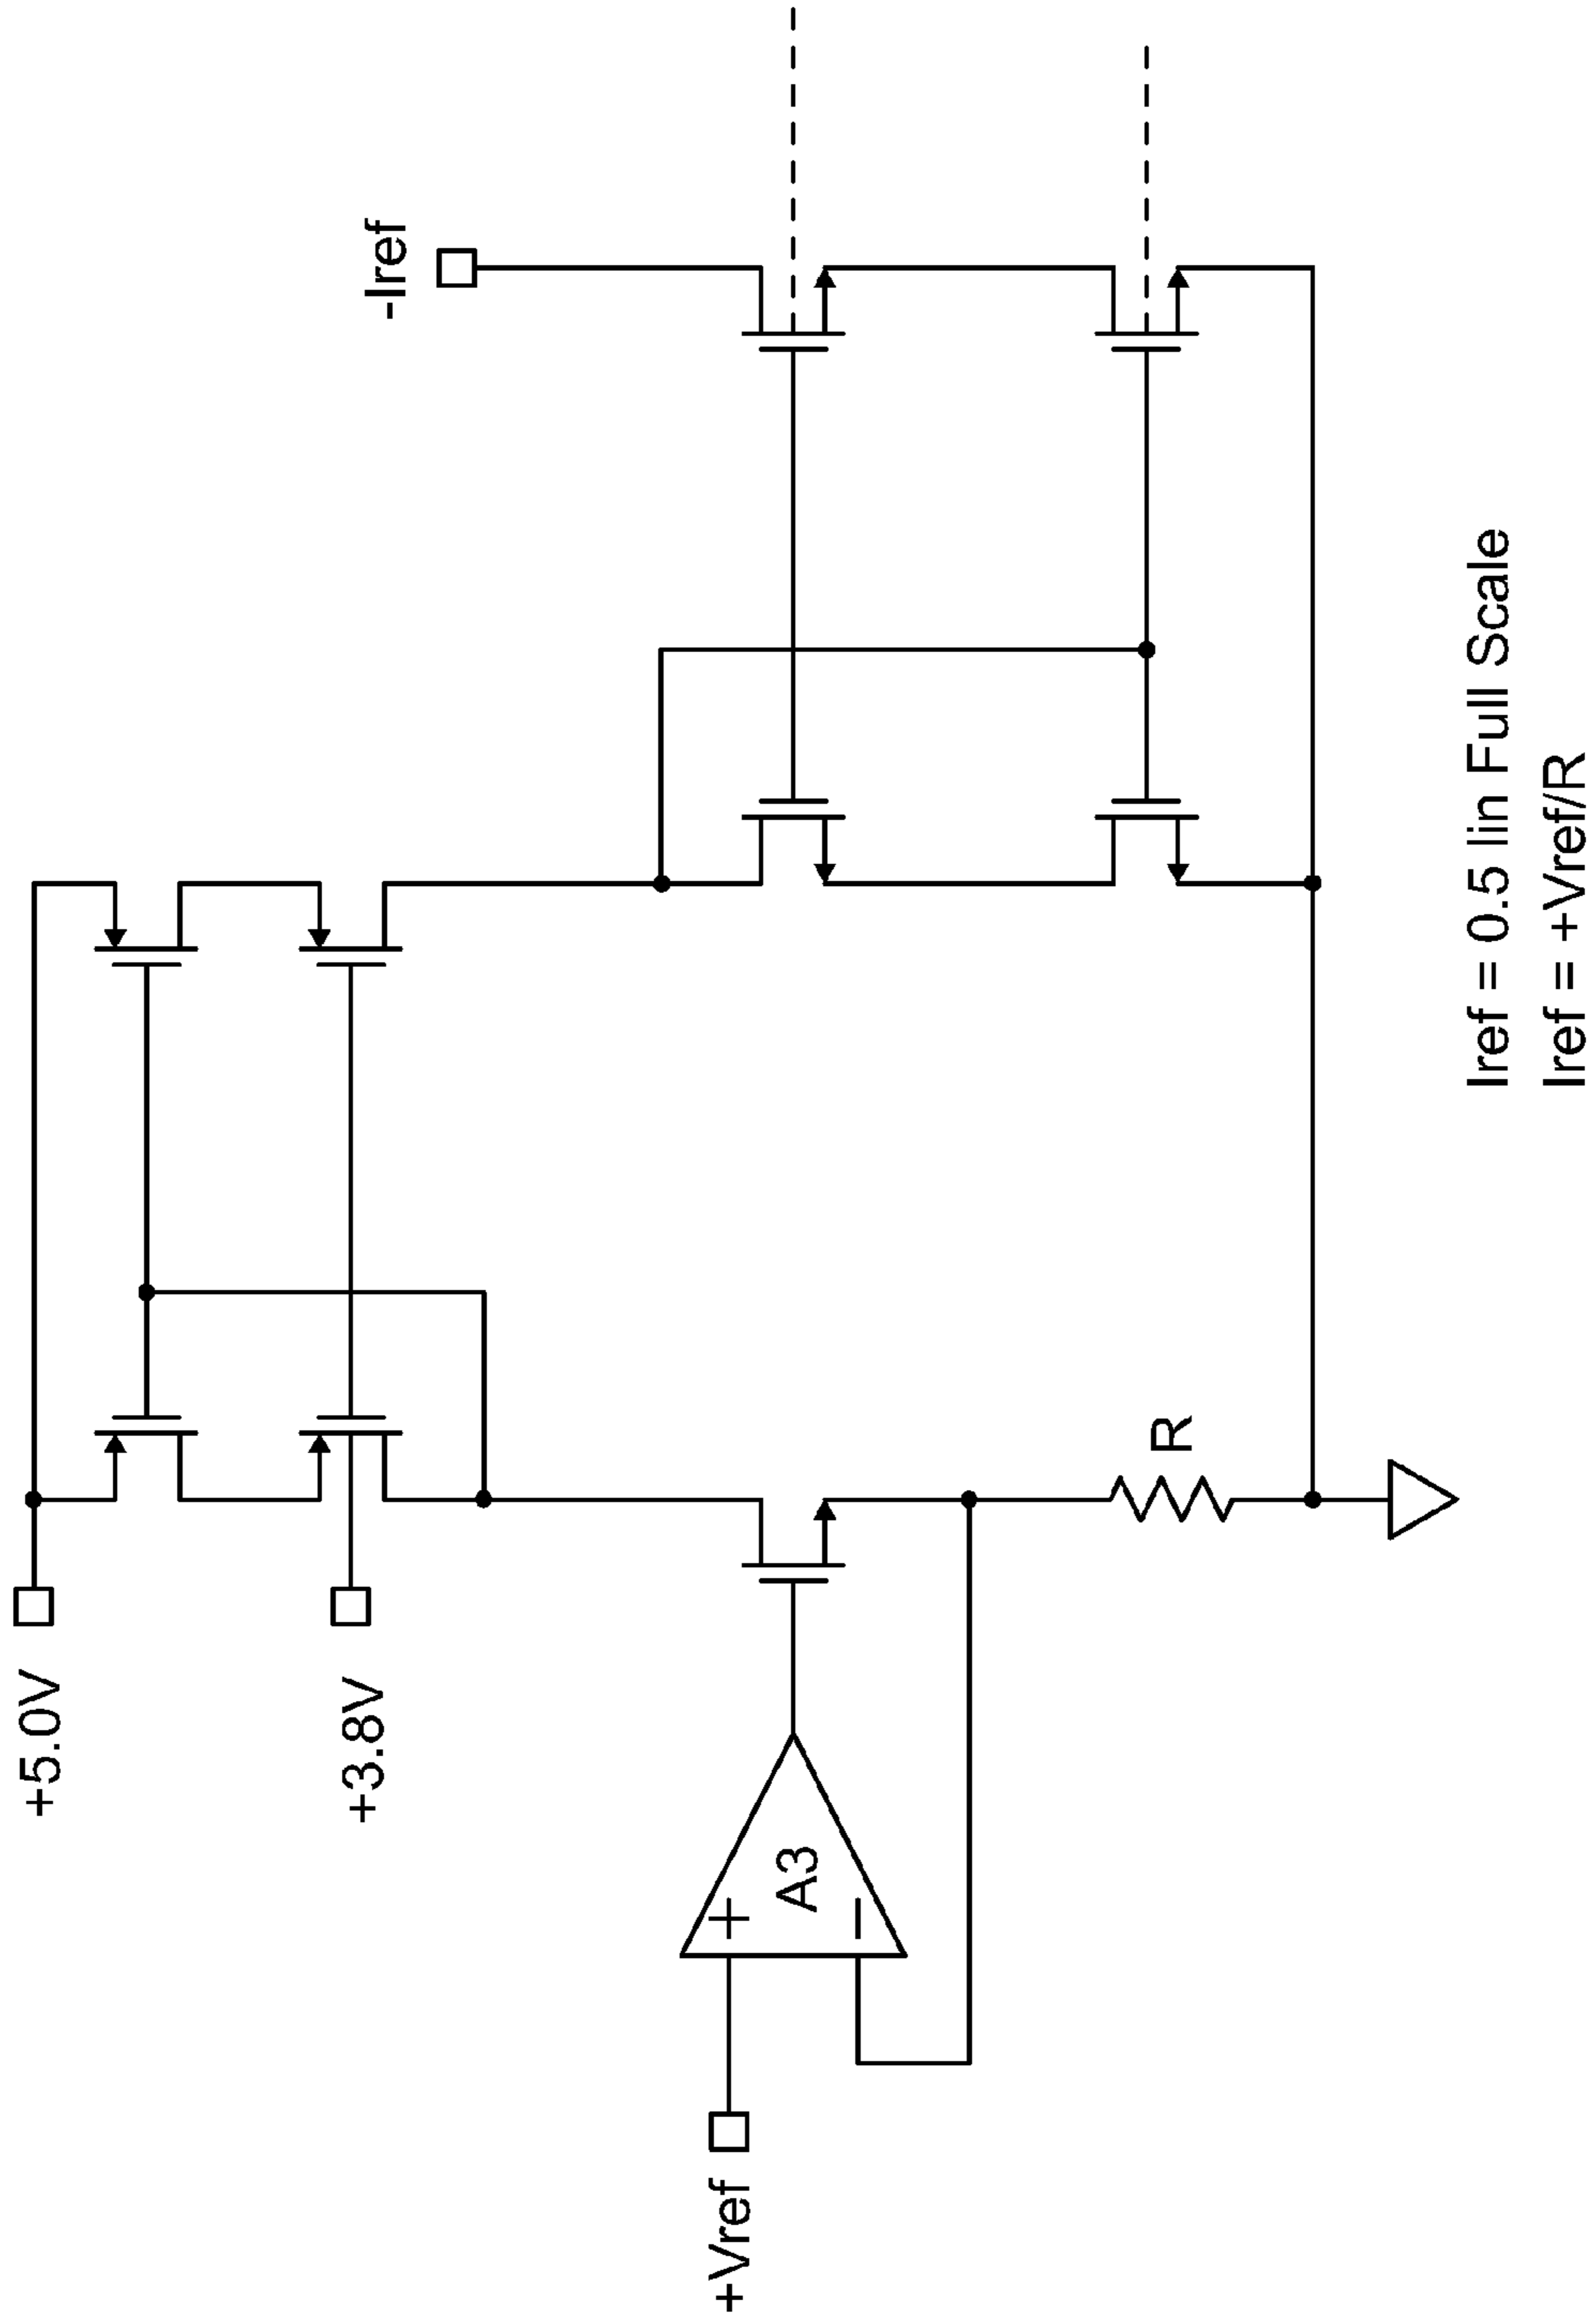 +5.0V
+3.8V
-Iref
+Vref
+
A3
−
R
Iref = 0.5 Iin Full Scale
Iref = +Vref/R